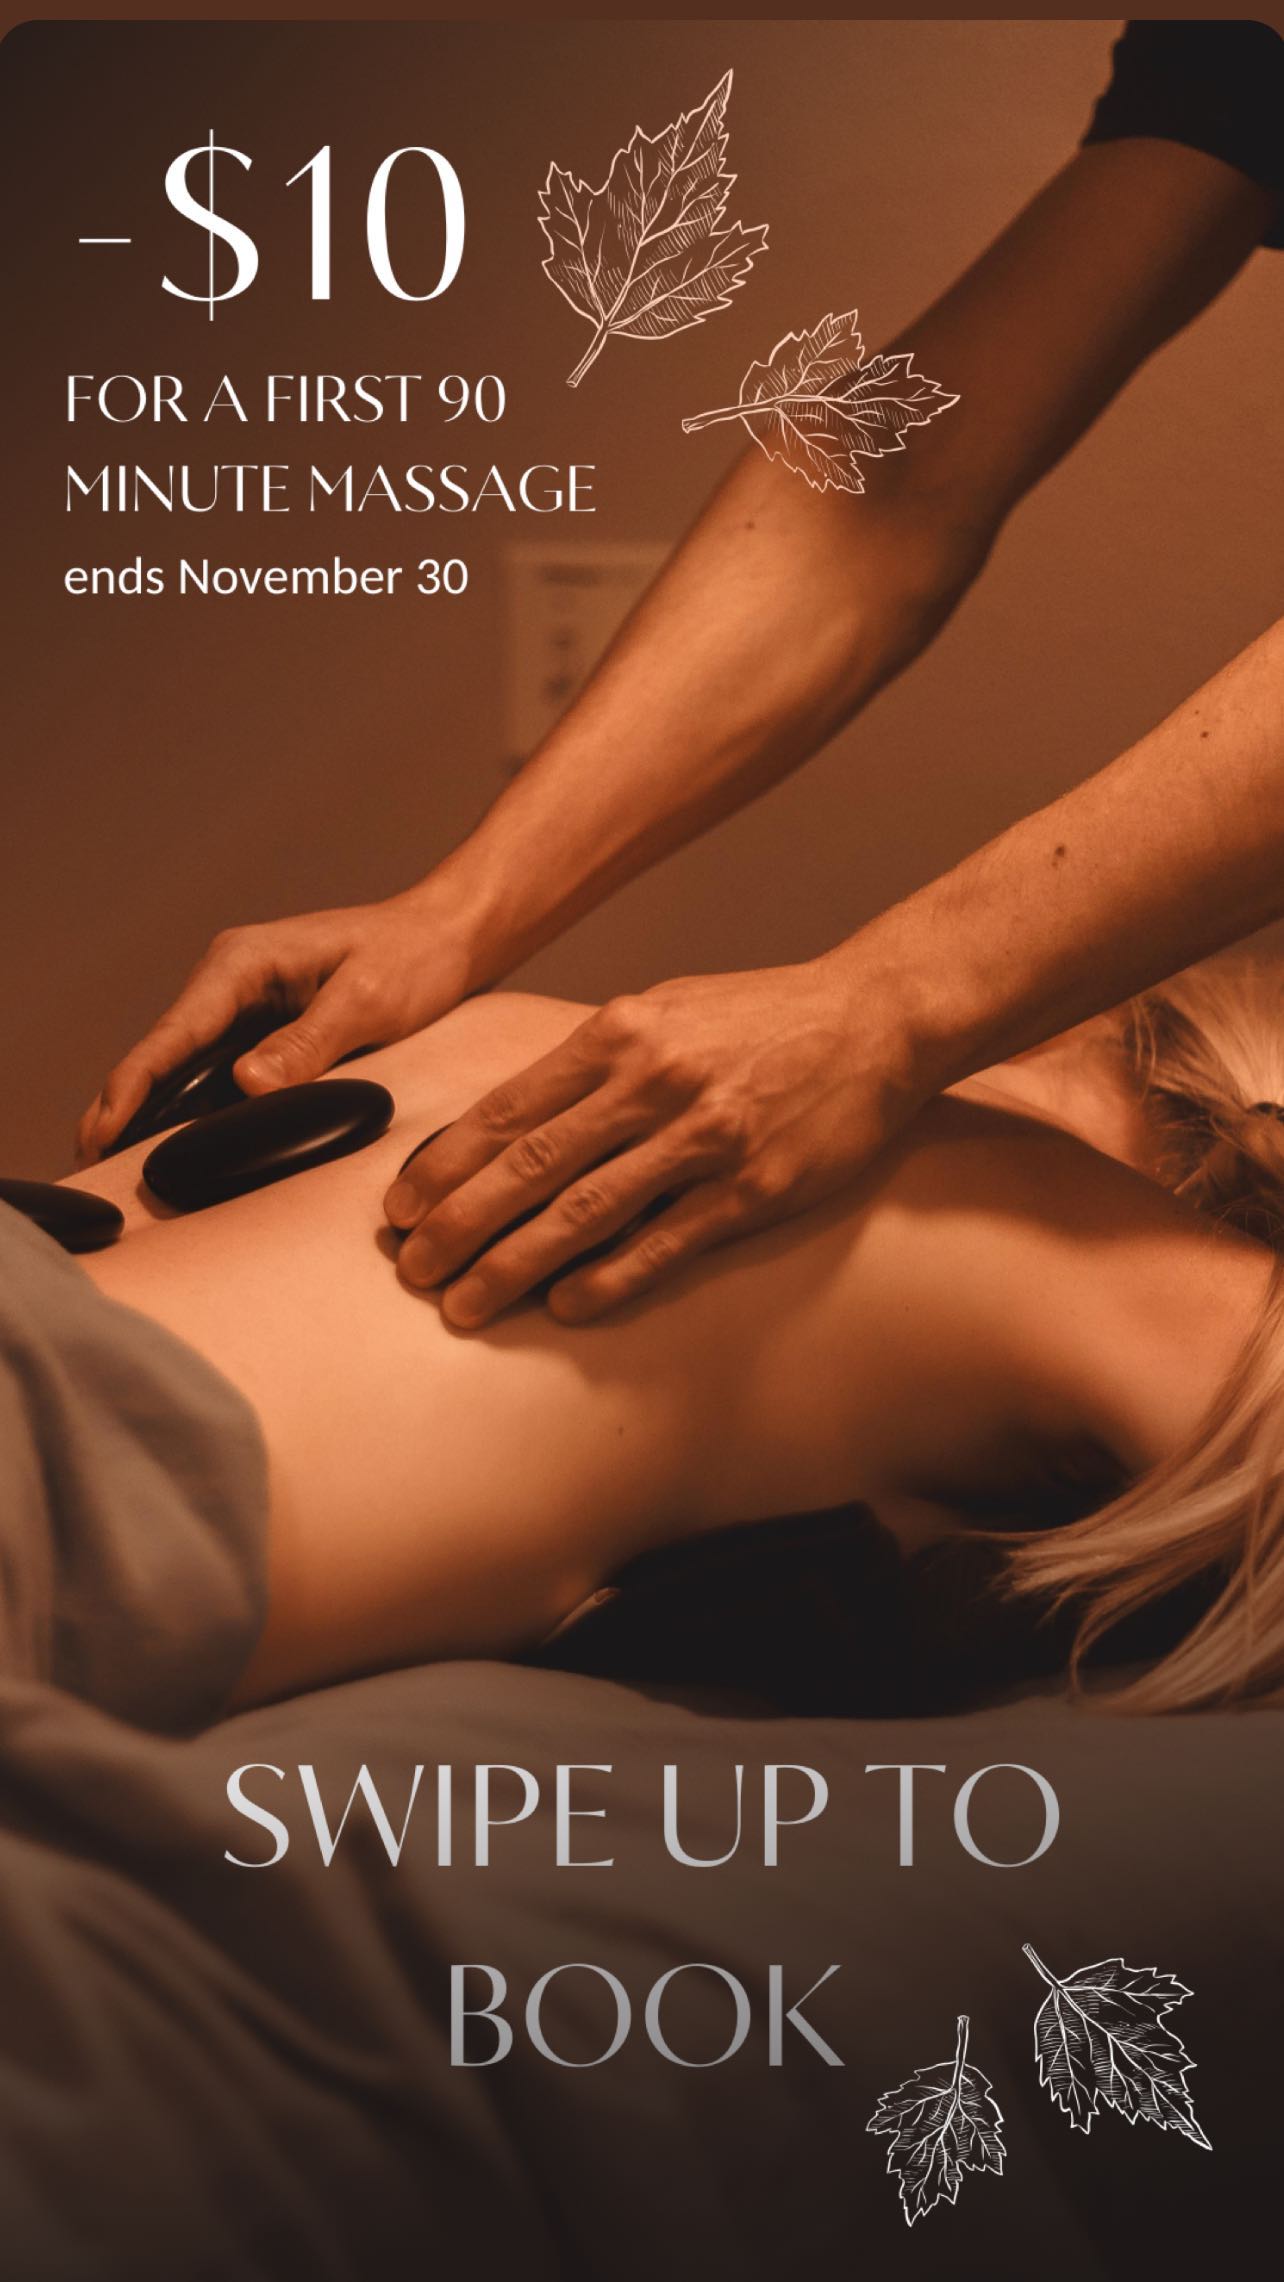 –$10
FOR A FIRST 90
MINUTE MASSAGE
ends November 30
SWIPE UP TO
BOOK